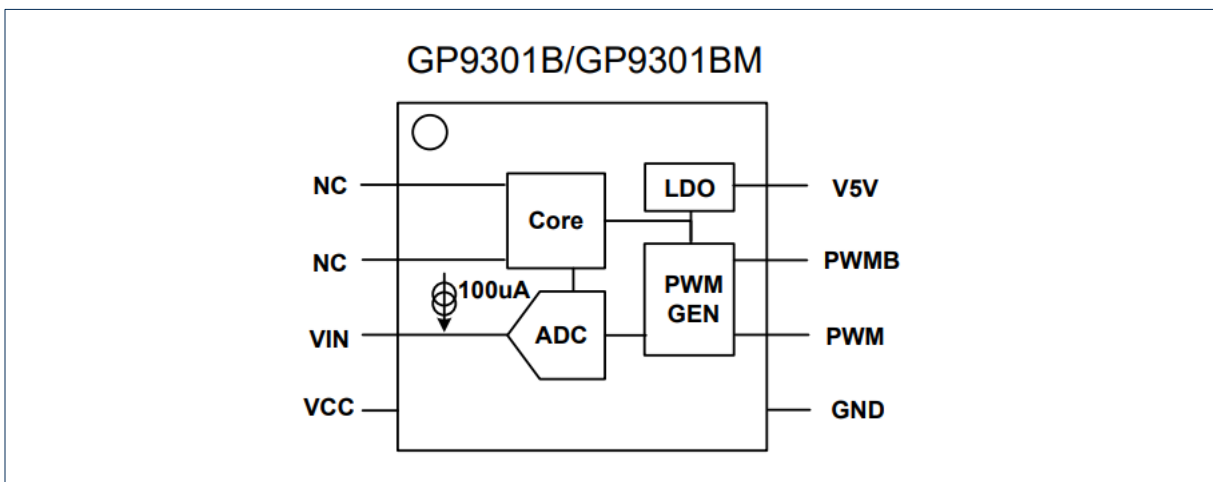 GP9301B/GP9301BM
NC
LDO
V5V
Core
NC
PWMB
100uA
PWM
GEN
VIN
ADC
PWM
VCC
GND